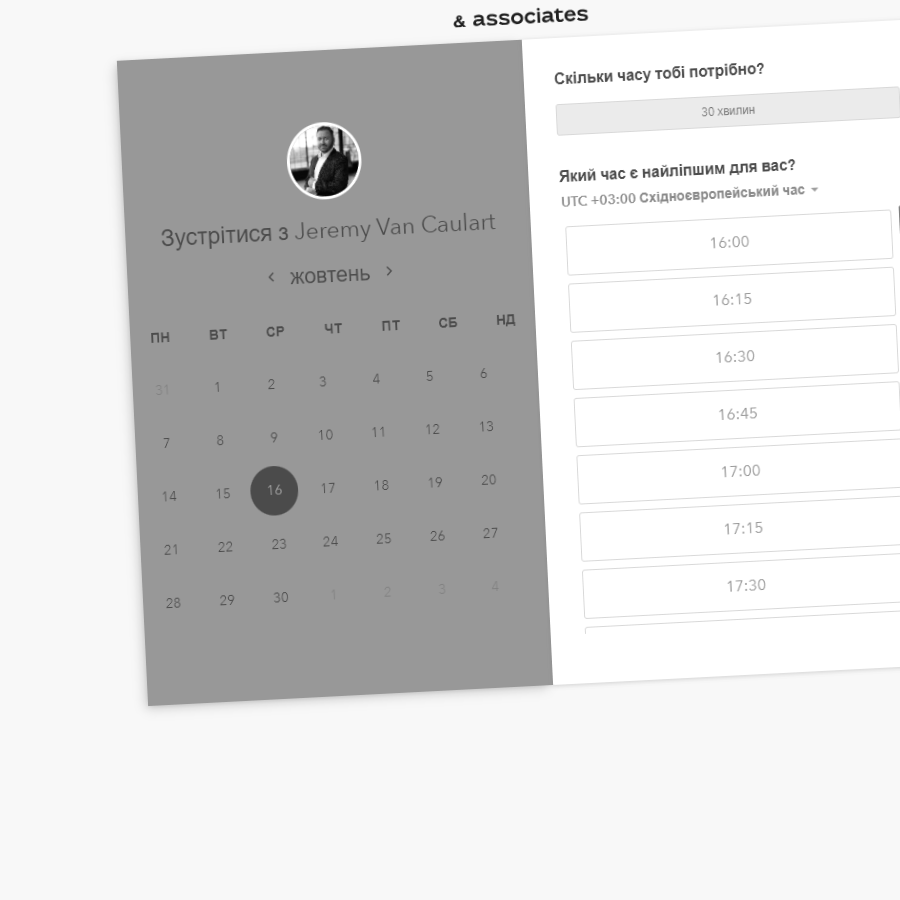 & associates
Зустрітися з Jeremy Van Caulart
жовтень
ПН ВТ СР ЧТ ПТ СБ НД
31 1 2 3 4 5 6
7 8 9 10 11 12 13
14 15 16 17 18 19 20
21 22 23 24 25 26 27
28 29 30 1 2 3 4
Скільки часу тобі потрібно?
30 хвилин
Який час є найліпшим для вас?
UTC +03:00 Східноєвропейський час
16:00
16:15
16:30
16:45
17:00
17:15
17:30